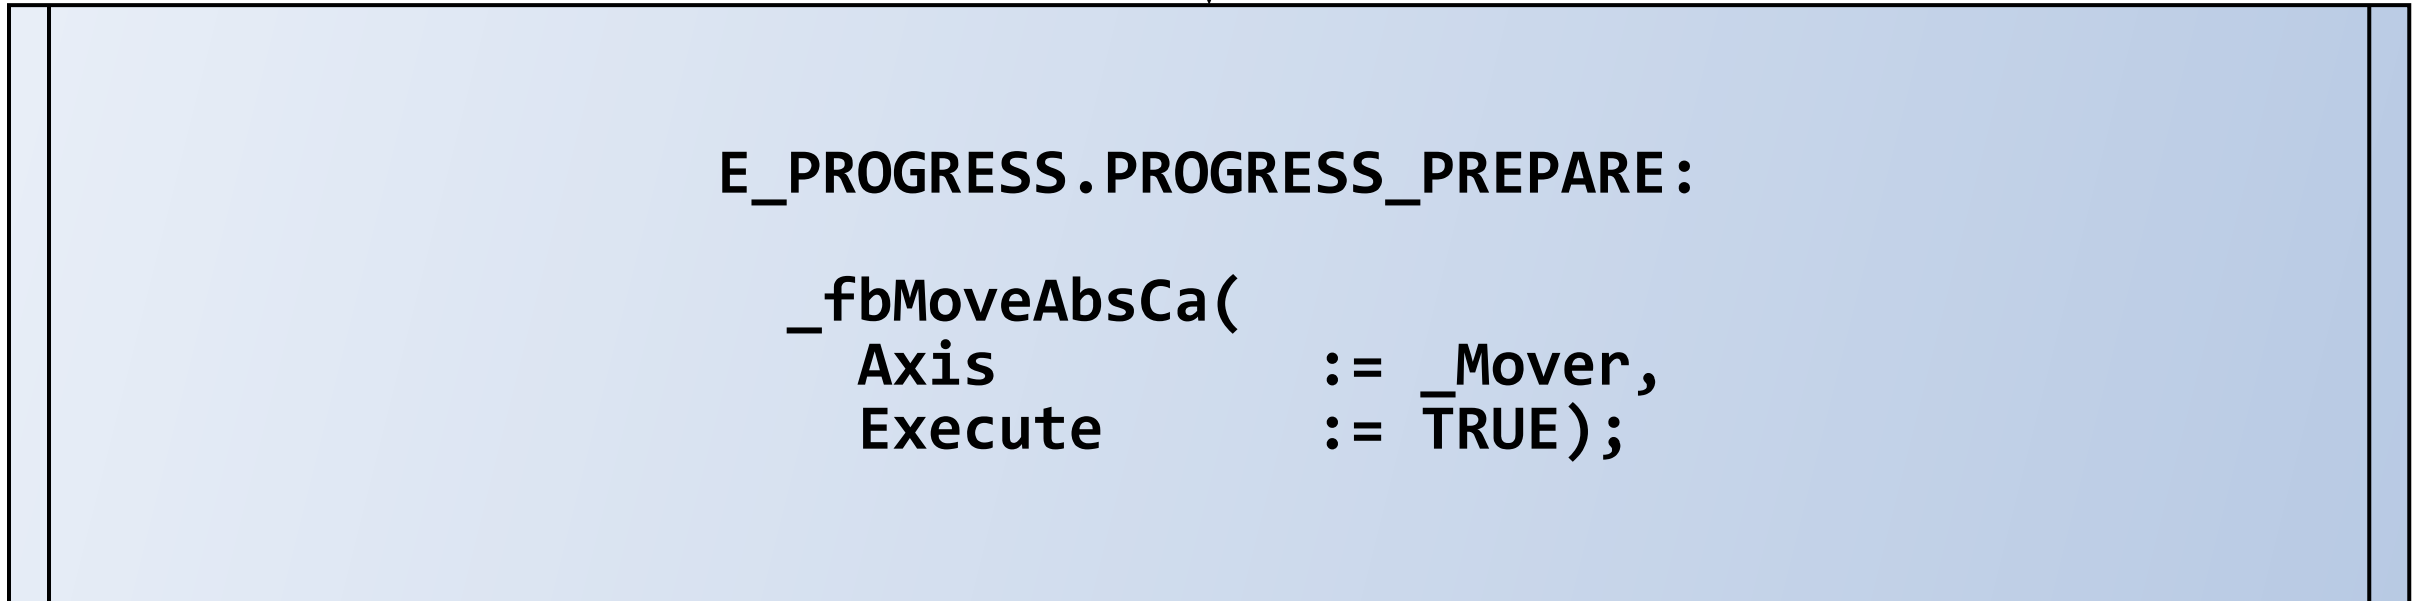 E_PROGRESS.PROGRESS_PREPARE:
_fbMoveAbsCa(
Axis := _Mover,
Execute := TRUE);